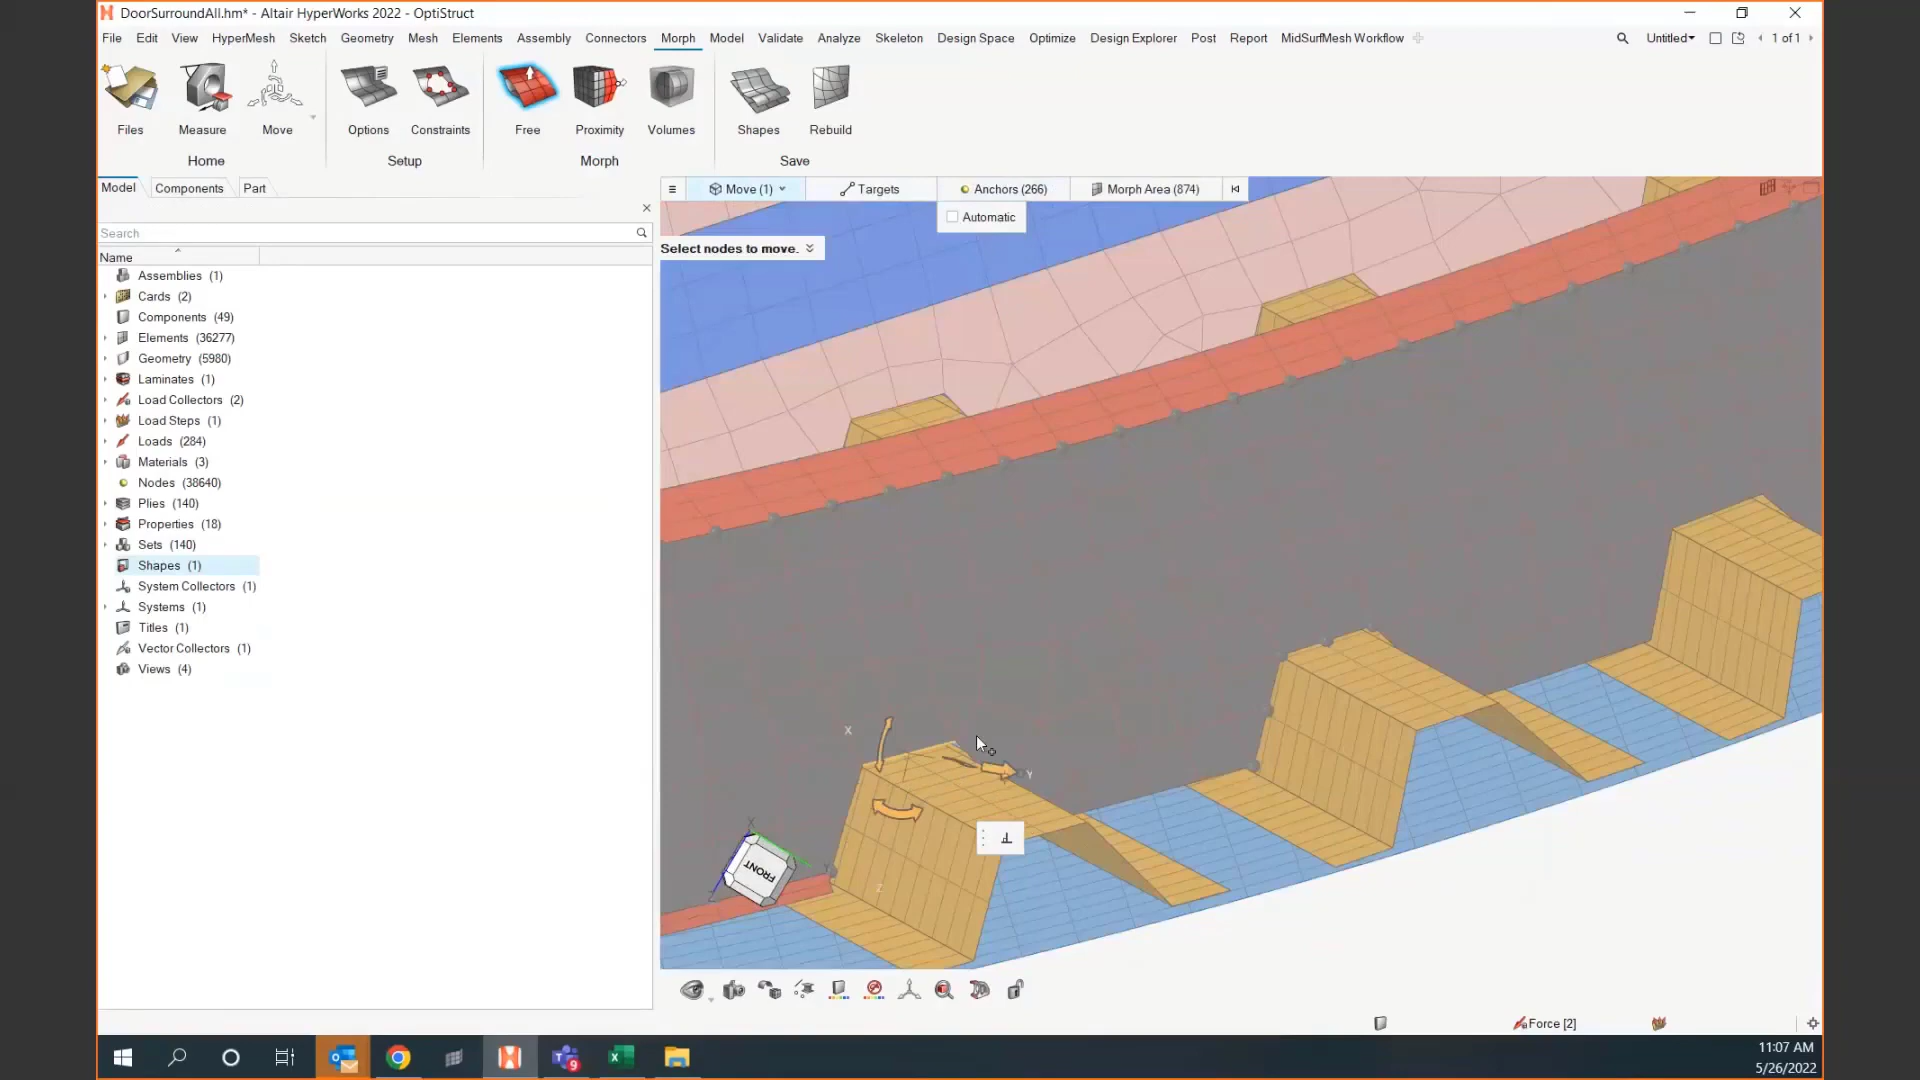 DoorSurroundAll.hm* - Altair HyperWorks 2022 - OptiStruct
File Edit View HyperMesh Sketch Geometry Mesh Elements Assembly Connectors Morph Model Validate Analyze Skeleton Design Space Optimize Design Explorer Post Report MidSurfMesh Workflow Untitled 1 of 1
Files Measure Move Options Constraints Free Proximity Volumes Shapes Rebuild
Home Setup Morph Save
Model Components Part
Move (1) Targets Anchors (266) Morph Area (874)
Automatic
Search
Select nodes to move.
Name
Assemblies (1)
Cards (2)
Components (49)
Elements (36277)
Geometry (5980)
Laminates (1)
Load Collectors (2)
Load Steps (1)
Loads (284)
Materials (3)
Nodes (38640)
Plies (140)
Properties (18)
Sets (140)
Shapes (1)
System Collectors (1)
Systems (1)
Titles (1)
Vector Collectors (1)
Views (4)
X
Y
Z
X
FRONT
Force [2]
9
11:07 AM
5/26/2022